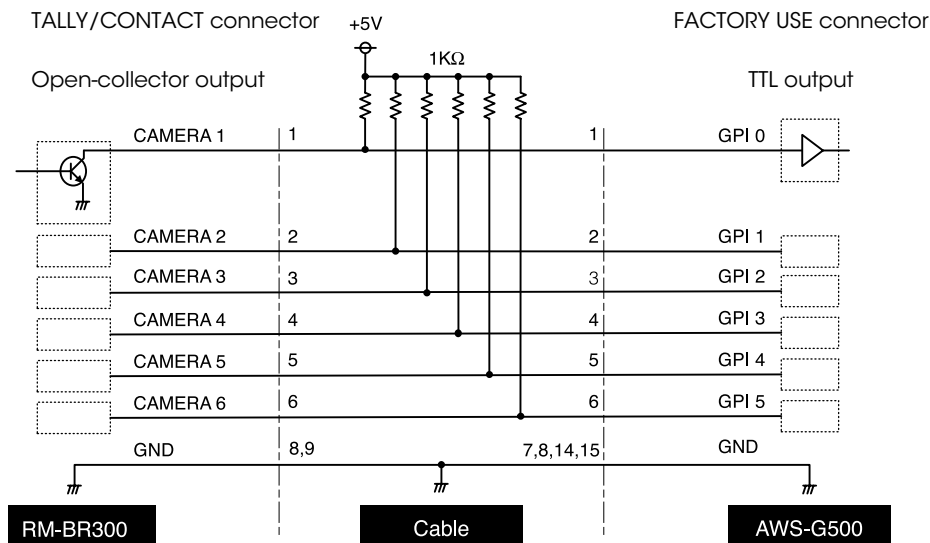 TALLY/CONTACT connector
+5V
FACTORY USE connector
Open-collector output
1KΩ
TTL output
CAMERA 1 1 1 GPI 0
CAMERA 2 2 2 GPI 1
CAMERA 3 3 3 GPI 2
CAMERA 4 4 4 GPI 3
CAMERA 5 5 5 GPI 4
CAMERA 6 6 6 GPI 5
GND 8,9 7,8,14,15 GND
RM-BR300 Cable AWS-G500